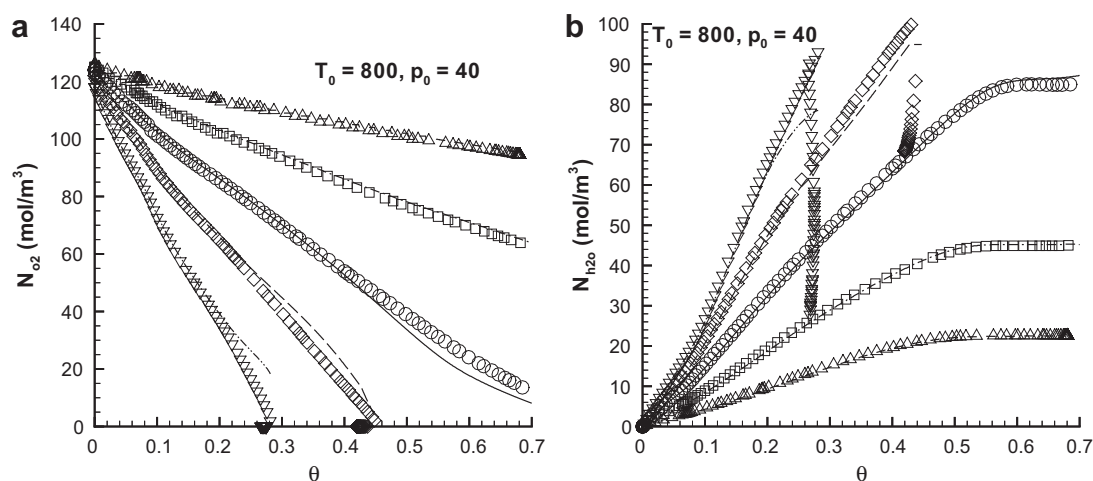 a
T₀ = 800, p₀ = 40
N_o2 (mol/m³)
140
120
100
80
60
40
20
0
0 0.1 0.2 0.3 0.4 0.5 0.6 0.7
θ
b
T₀ = 800, p₀ = 40
N_h2o (mol/m³)
100
90
80
70
60
50
40
30
20
10
0
0 0.1 0.2 0.3 0.4 0.5 0.6 0.7
θ